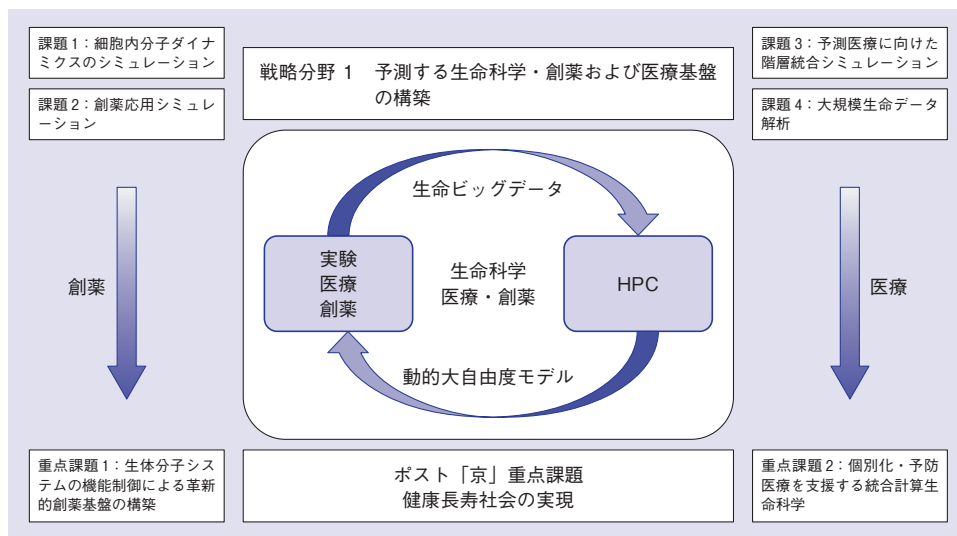 課題1：細胞内分子ダイナ
ミクスのシミュレーション
課題2：創薬応用シミュレ
ーション
戦略分野1　予測する生命科学・創薬および医療基盤
の構築
課題3：予測医療に向けた
階層統合シミュレーション
課題4：大規模生命データ
解析
生命ビッグデータ
実験
医療
創薬
生命科学
医療・創薬
HPC
動的大自由度モデル
創薬
医療
重点課題1：生体分子シス
テムの機能制御による革新
的創薬基盤の構築
ポスト「京」重点課題
健康長寿社会の実現
重点課題2：個別化・予防
医療を支援する統合計算生
命科学